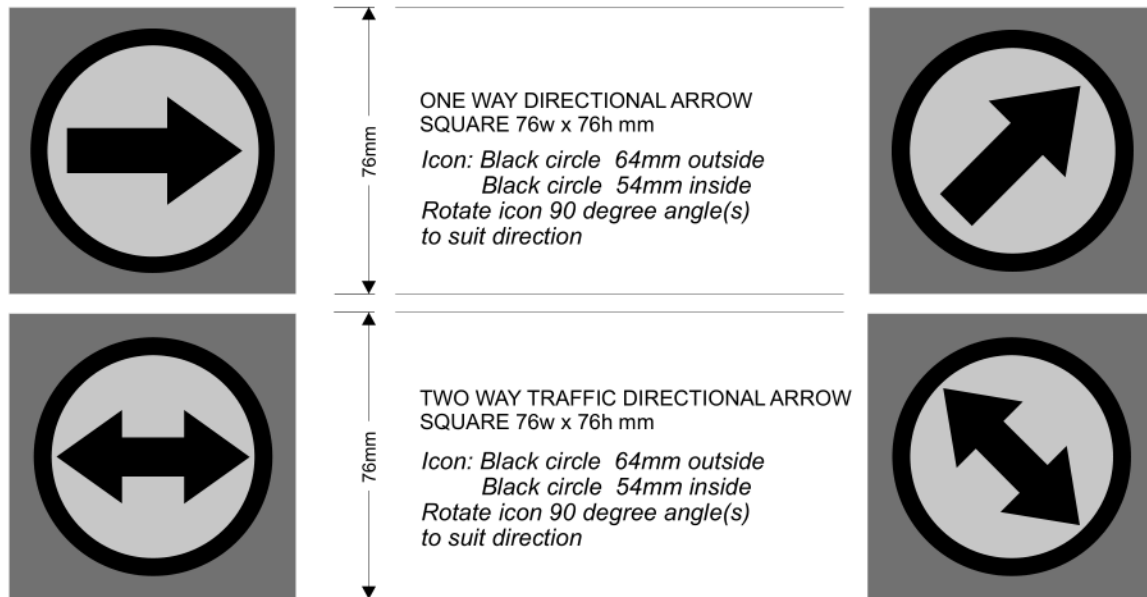 76mm
ONE WAY DIRECTIONAL ARROW
SQUARE 76w x 76h mm
Icon: Black circle 64mm outside
Black circle 54mm inside
Rotate icon 90 degree angle(s)
to suit direction
76mm
TWO WAY TRAFFIC DIRECTIONAL ARROW
SQUARE 76w x 76h mm
Icon: Black circle 64mm outside
Black circle 54mm inside
Rotate icon 90 degree angle(s)
to suit direction